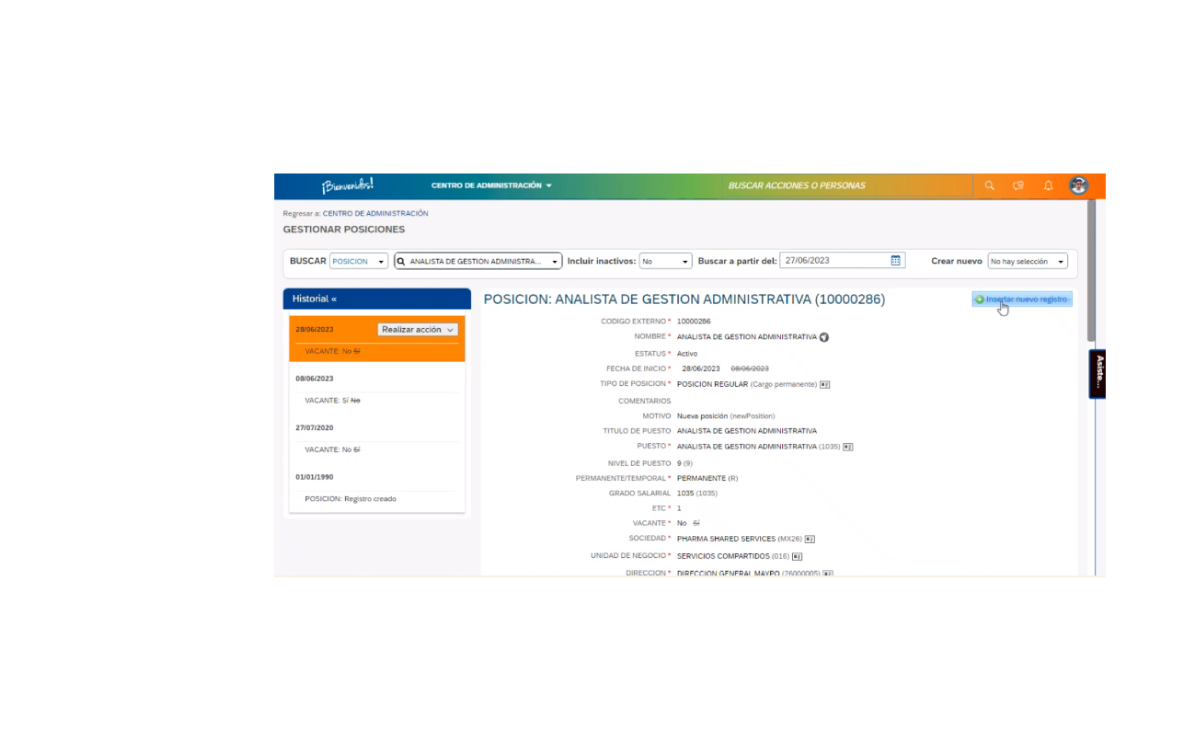 ¡Bienvenidos!
CENTRO DE ADMINISTRACIÓN
BUSCAR ACCIONES O PERSONAS
Regresar a: CENTRO DE ADMINISTRACIÓN
GESTIONAR POSICIONES
BUSCAR POSICION ANALISTA DE GESTION ADMINISTRA... Incluir inactivos: No Buscar a partir del: 27/06/2023 Crear nuevo No hay selección
Historial «
28/06/2023 Realizar acción
VACANTE: No Sí
08/06/2023
VACANTE: Sí No
27/07/2020
VACANTE: No Sí
01/01/1990
POSICION: Registro creado
POSICION: ANALISTA DE GESTION ADMINISTRATIVA (10000286)
Insertar nuevo registro
CODIGO EXTERNO * 10000286
NOMBRE * ANALISTA DE GESTION ADMINISTRATIVA
ESTATUS * Activo
FECHA DE INICIO * 28/06/2023 08/06/2023
TIPO DE POSICION * POSICION REGULAR (Cargo permanente)
COMENTARIOS
MOTIVO Nueva posición (newPosition)
TITULO DE PUESTO ANALISTA DE GESTION ADMINISTRATIVA
PUESTO * ANALISTA DE GESTION ADMINISTRATIVA (1035)
NIVEL DE PUESTO 9 (9)
PERMANENTE/TEMPORAL * PERMANENTE (R)
GRADO SALARIAL 1035 (1035)
ETC * 1
VACANTE * No Sí
SOCIEDAD * PHARMA SHARED SERVICES (MX26)
UNIDAD DE NEGOCIO * SERVICIOS COMPARTIDOS (016)
DIRECCION * DIRECCION GENERAL MAYPO (26000005)
Asiste...